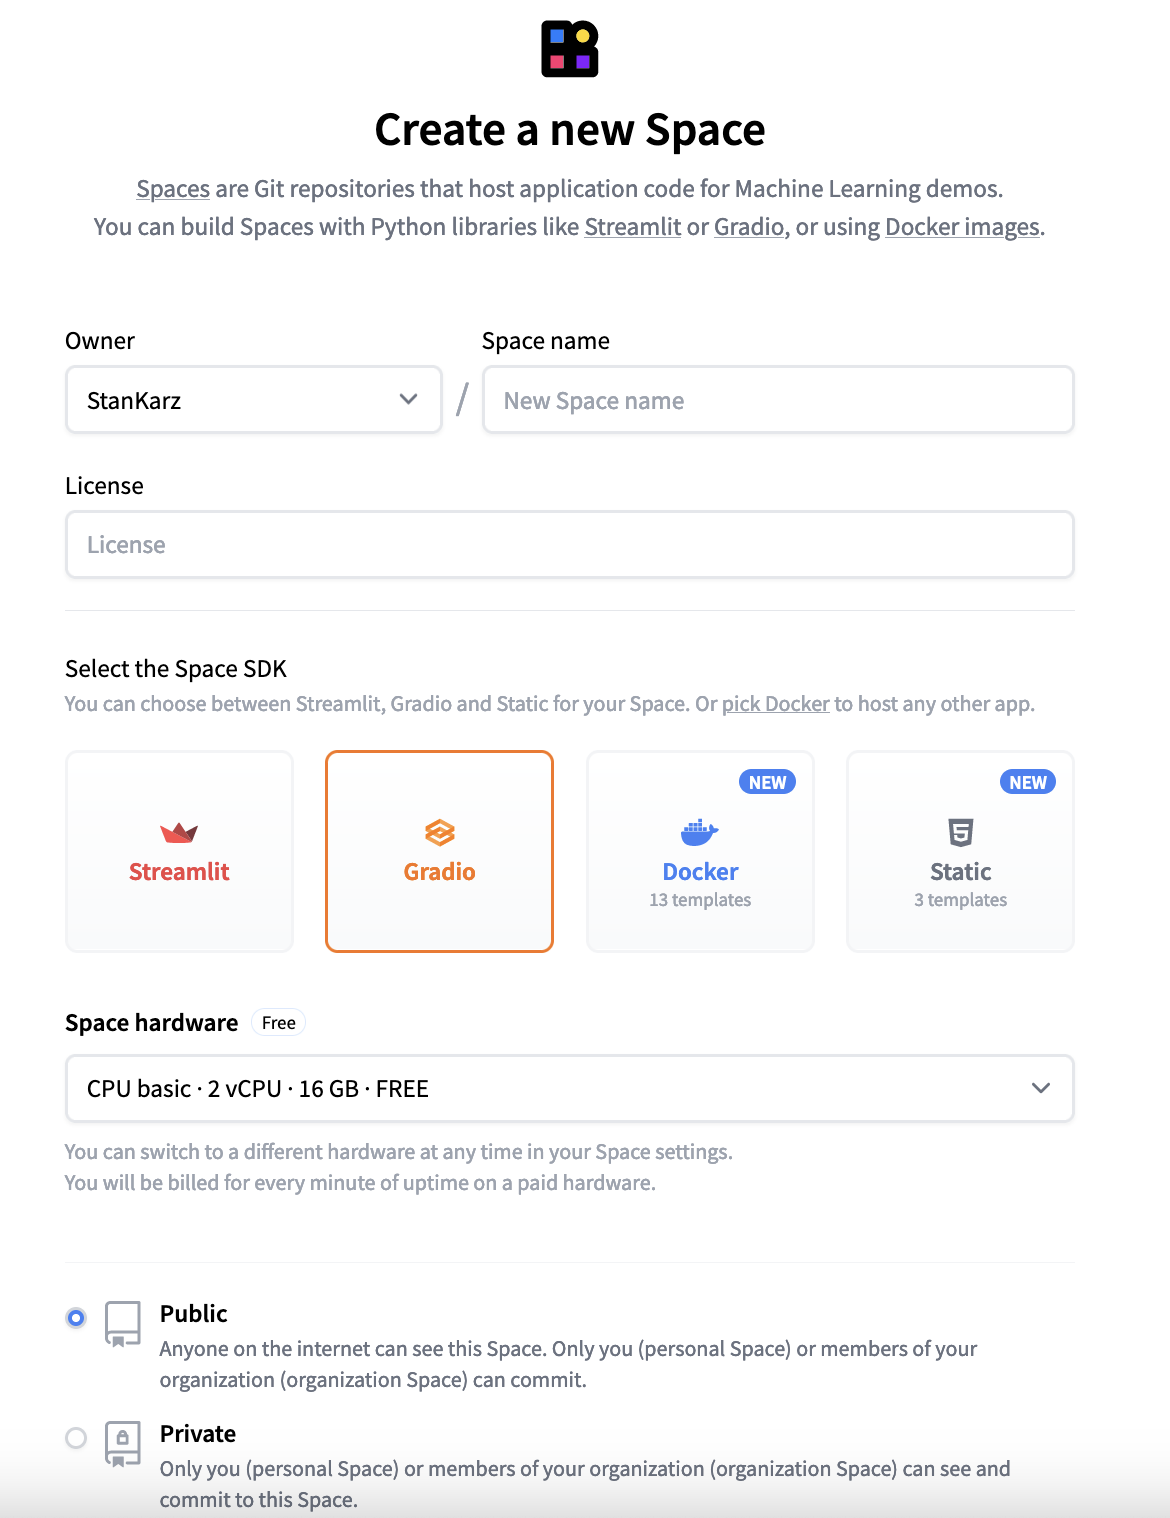 Create a new Space
Spaces are Git repositories that host application code for Machine Learning demos.
You can build Spaces with Python libraries like Streamlit or Gradio, or using Docker images.
Owner
Space name
StanKarz
/
New Space name
License
License
Select the Space SDK
You can choose between Streamlit, Gradio and Static for your Space. Or pick Docker to host any other app.
Streamlit
Gradio
NEW
Docker
13 templates
NEW
Static
3 templates
Space hardware Free
CPU basic · 2 vCPU · 16 GB · FREE
You can switch to a different hardware at any time in your Space settings.
You will be billed for every minute of uptime on a paid hardware.
Public
Anyone on the internet can see this Space. Only you (personal Space) or members of your
organization (organization Space) can commit.
Private
Only you (personal Space) or members of your organization (organization Space) can see and
commit to this Space.